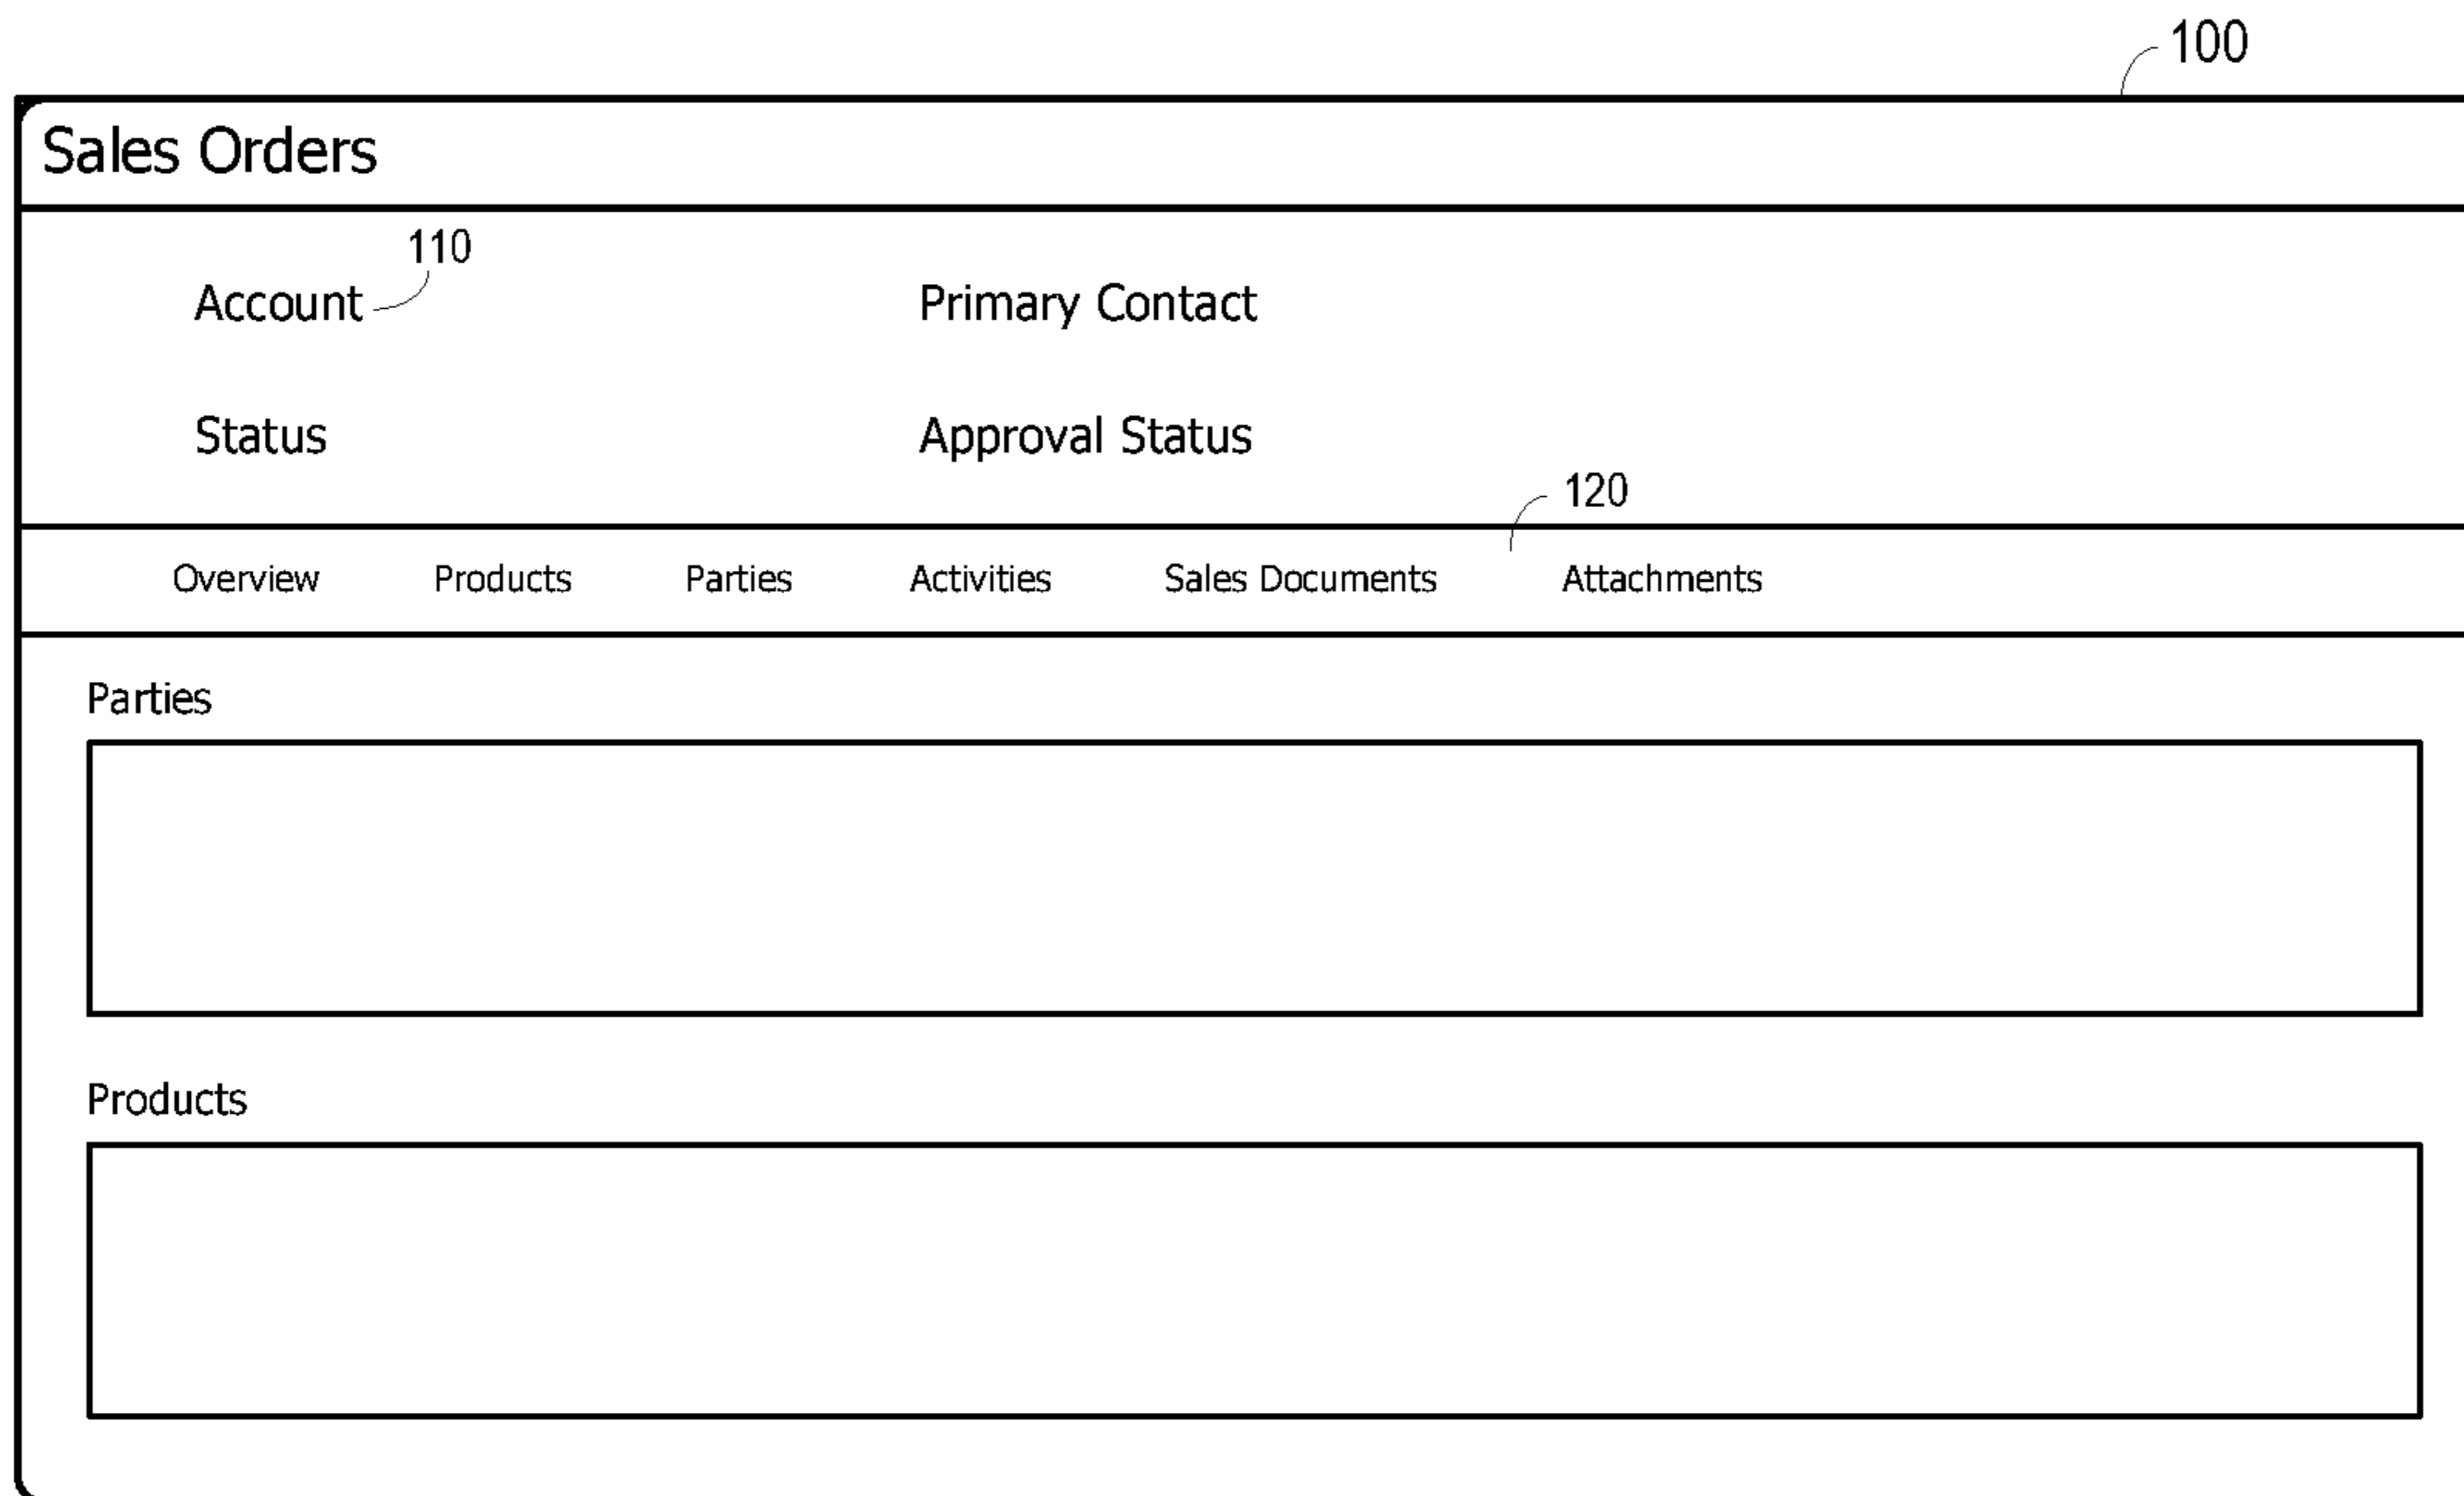 100
Sales Orders
110
Account Primary Contact
Status Approval Status
120
Overview Products Parties Activities Sales Documents Attachments
Parties
Products